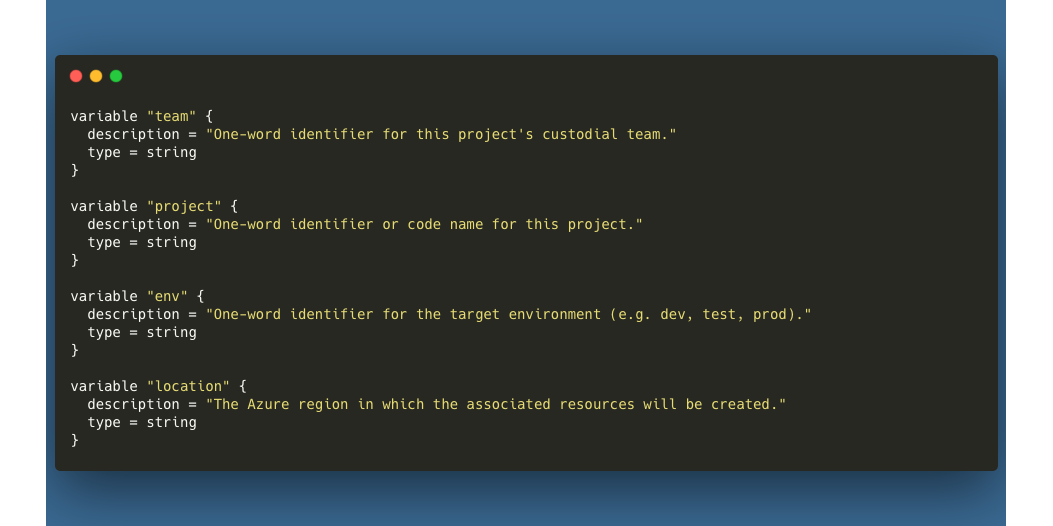 variable "team" {
  description = "One-word identifier for this project's custodial team."
  type = string
}

variable "project" {
  description = "One-word identifier or code name for this project."
  type = string
}

variable "env" {
  description = "One-word identifier for the target environment (e.g. dev, test, prod)."
  type = string
}

variable "location" {
  description = "The Azure region in which the associated resources will be created."
  type = string
}